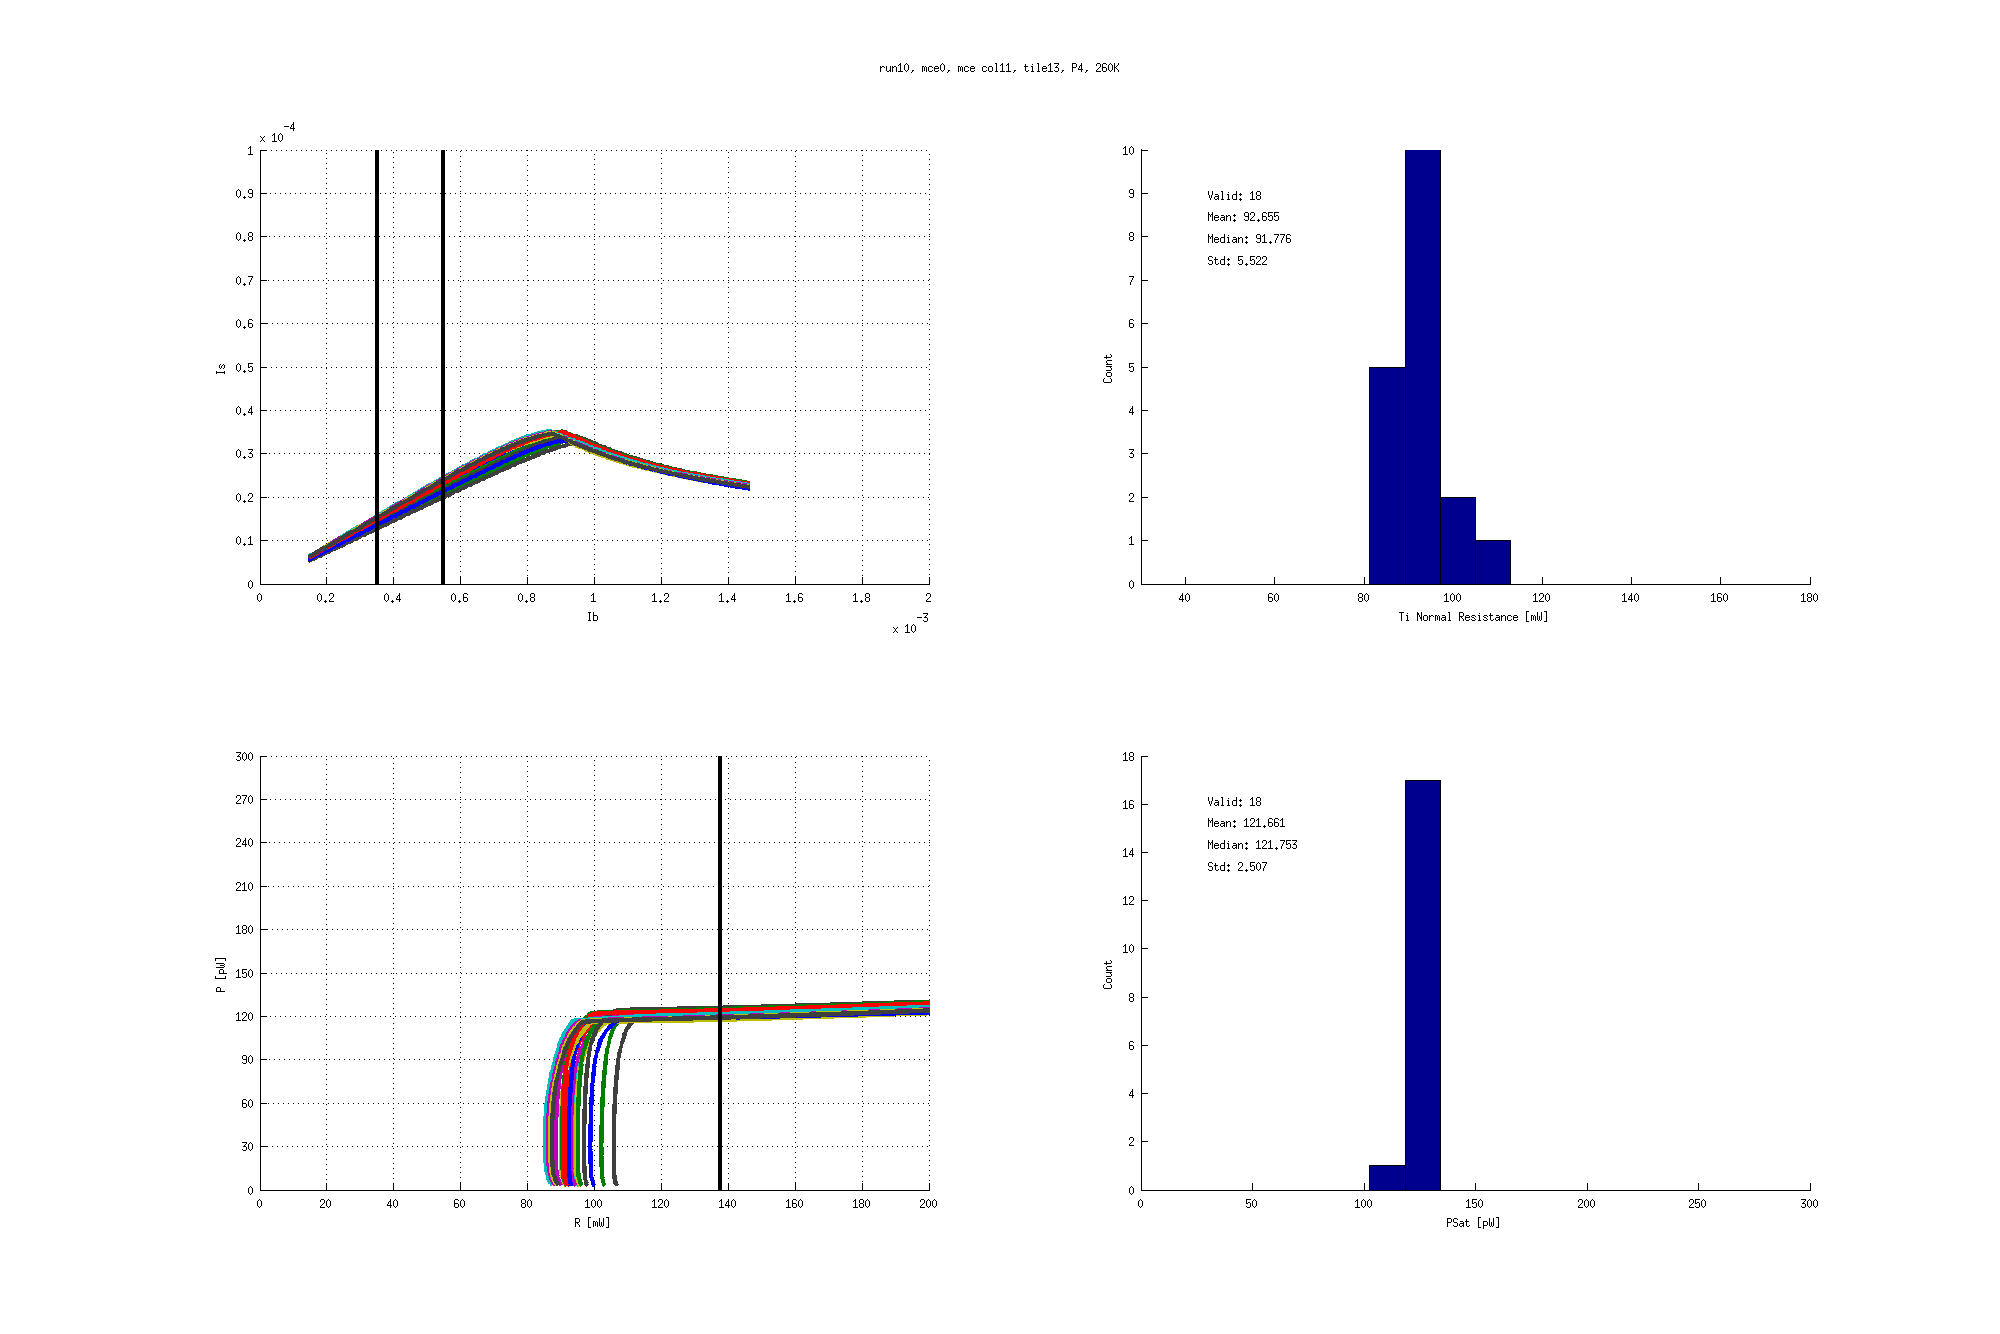 run10, mce0, mce col11, tile13, P4, 260K
x 10^-4
1
0.9
0.8
0.7
0.6
0.5
0.4
0.3
0.2
0.1
0
Is
0 0.2 0.4 0.6 0.8 1 1.2 1.4 1.6 1.8 2
Ib
x 10^-3
10
9
8
7
6
5
4
3
2
1
0
Count
Valid: 18
Mean: 92.655
Median: 91.776
Std: 5.522
40 60 80 100 120 140 160 180
Ti Normal Resistance [mW]
300
270
240
210
180
150
120
90
60
30
0
P [pW]
0 20 40 60 80 100 120 140 160 180 200
R [mW]
18
16
14
12
10
8
6
4
2
0
Count
Valid: 18
Mean: 121.661
Median: 121.753
Std: 2.507
0 50 100 150 200 250 300
PSat [pW]